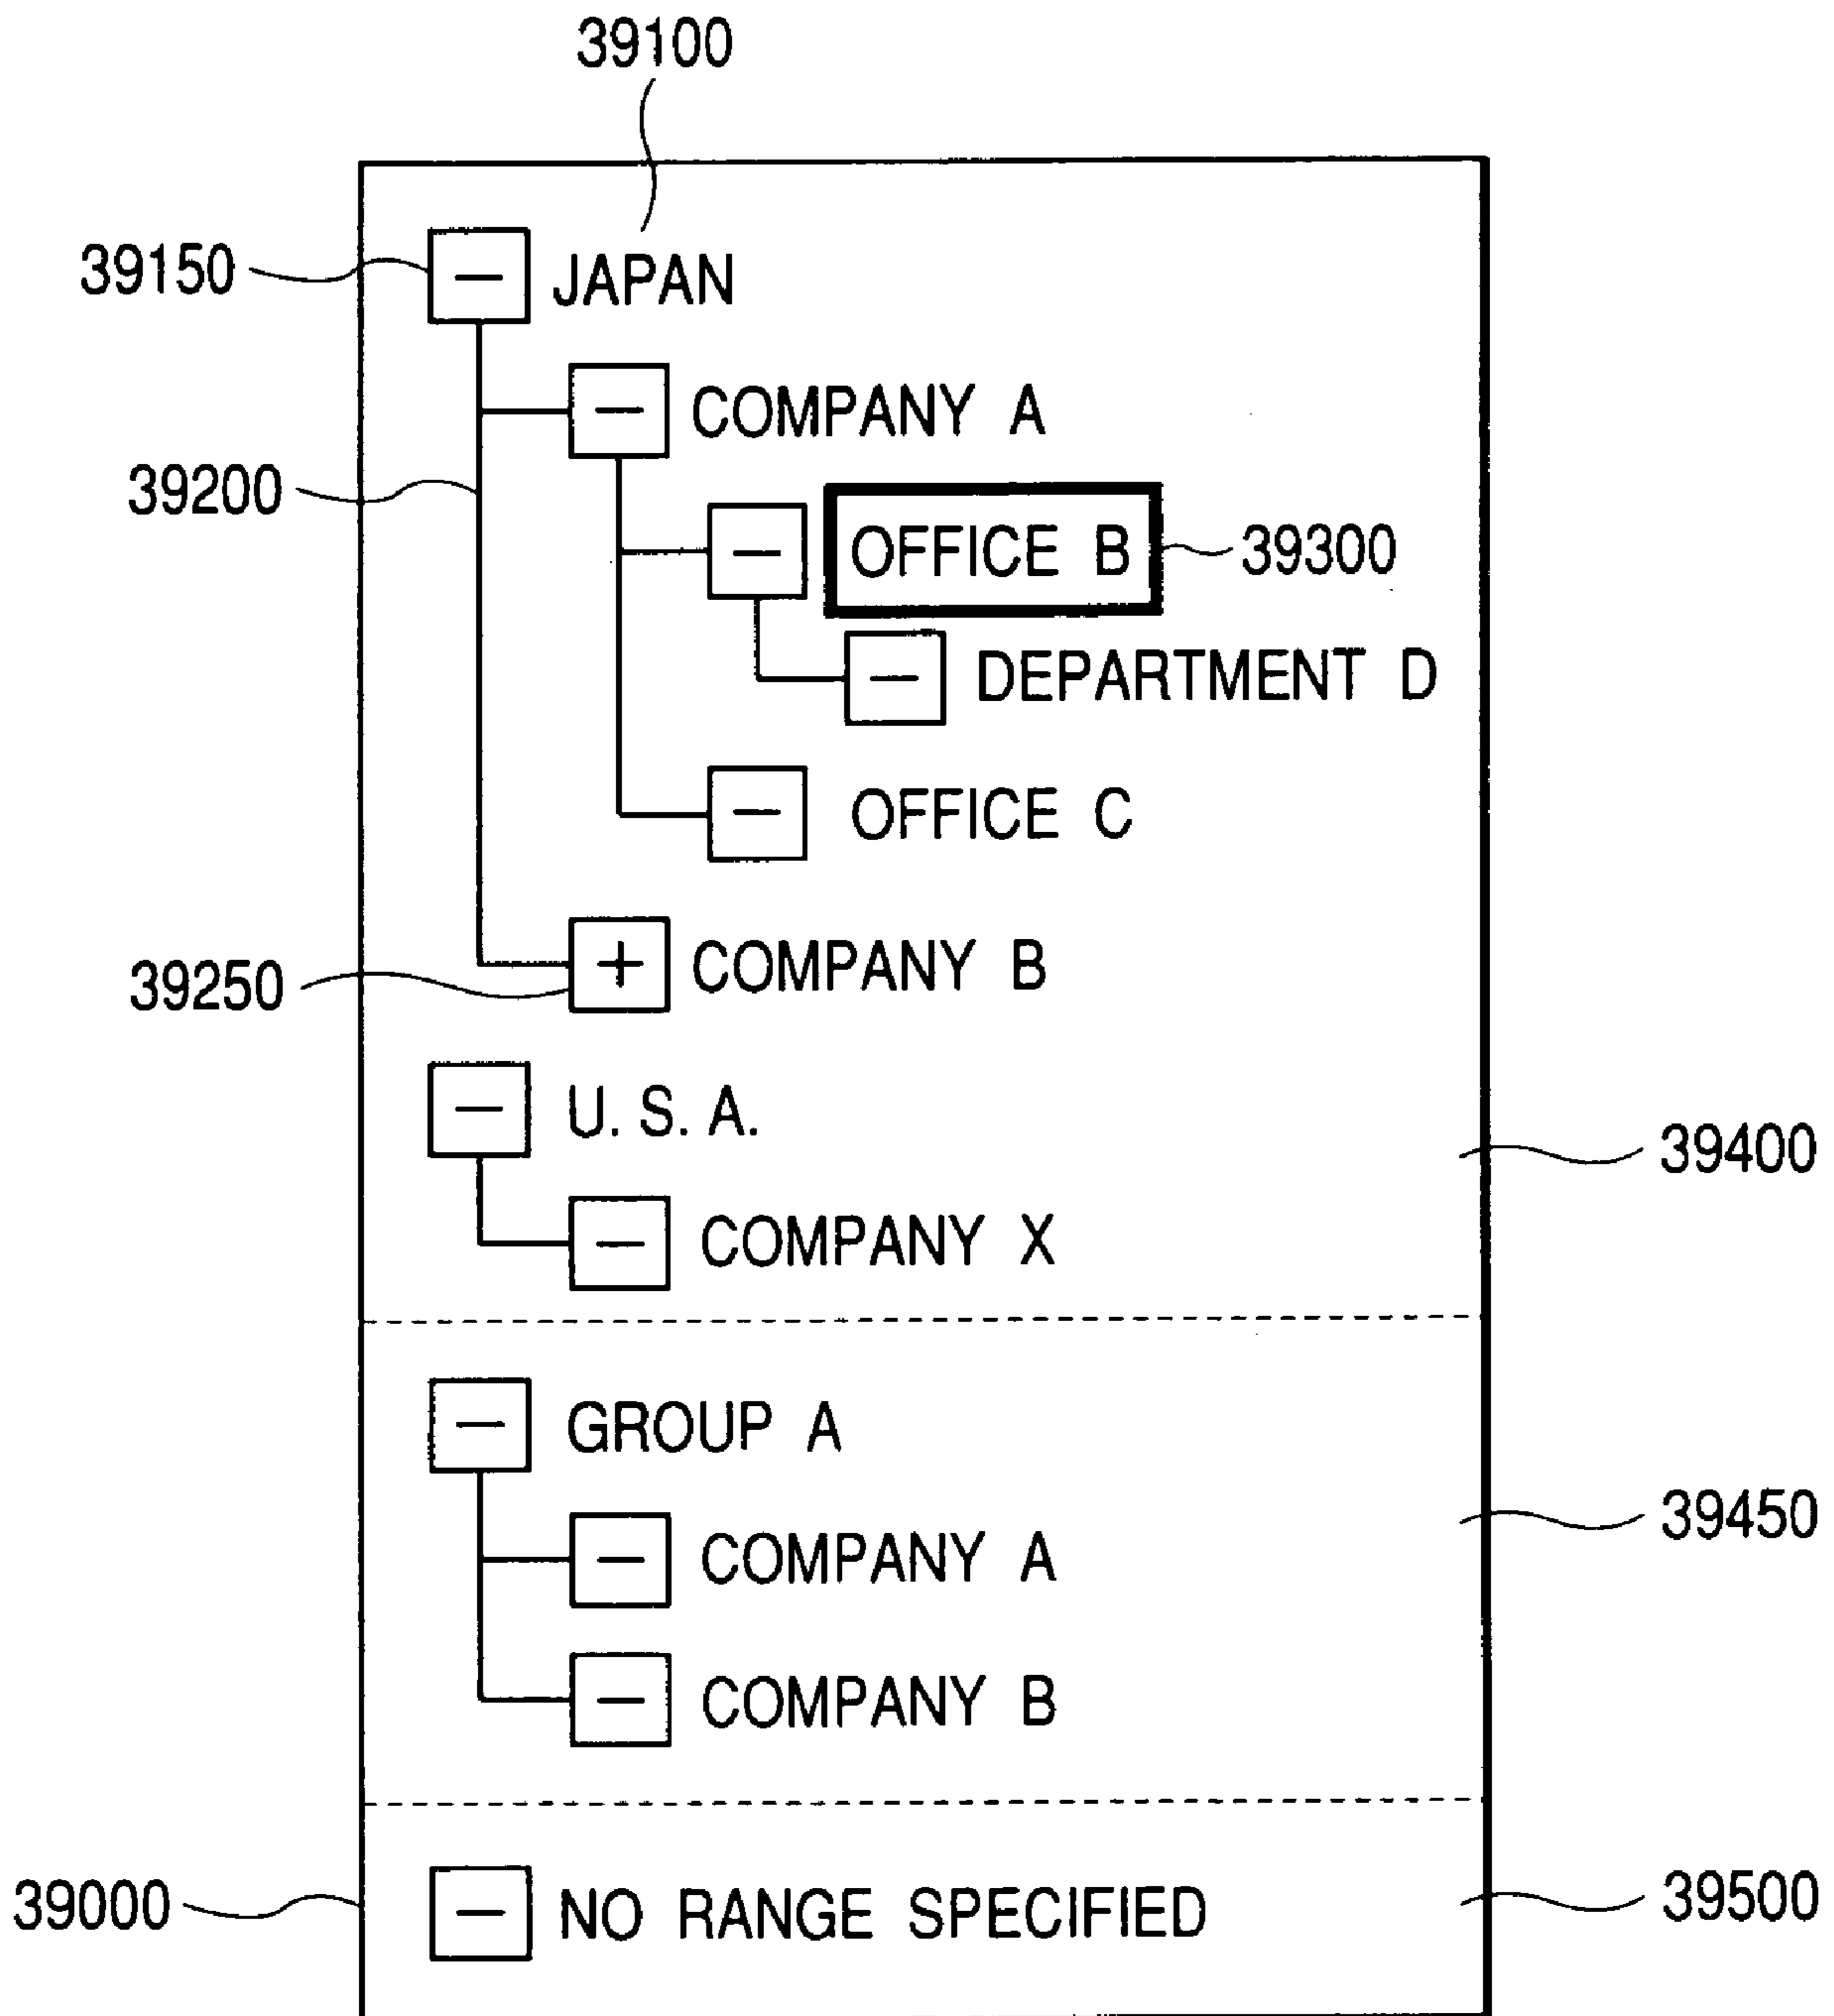 39100
39150 − JAPAN
− COMPANY A
39200
− OFFICE B 39300
− DEPARTMENT D
− OFFICE C
+ COMPANY B
39250
− U. S. A.
39400
− COMPANY X
− GROUP A
39450
− COMPANY A
− COMPANY B
39000 − NO RANGE SPECIFIED 39500